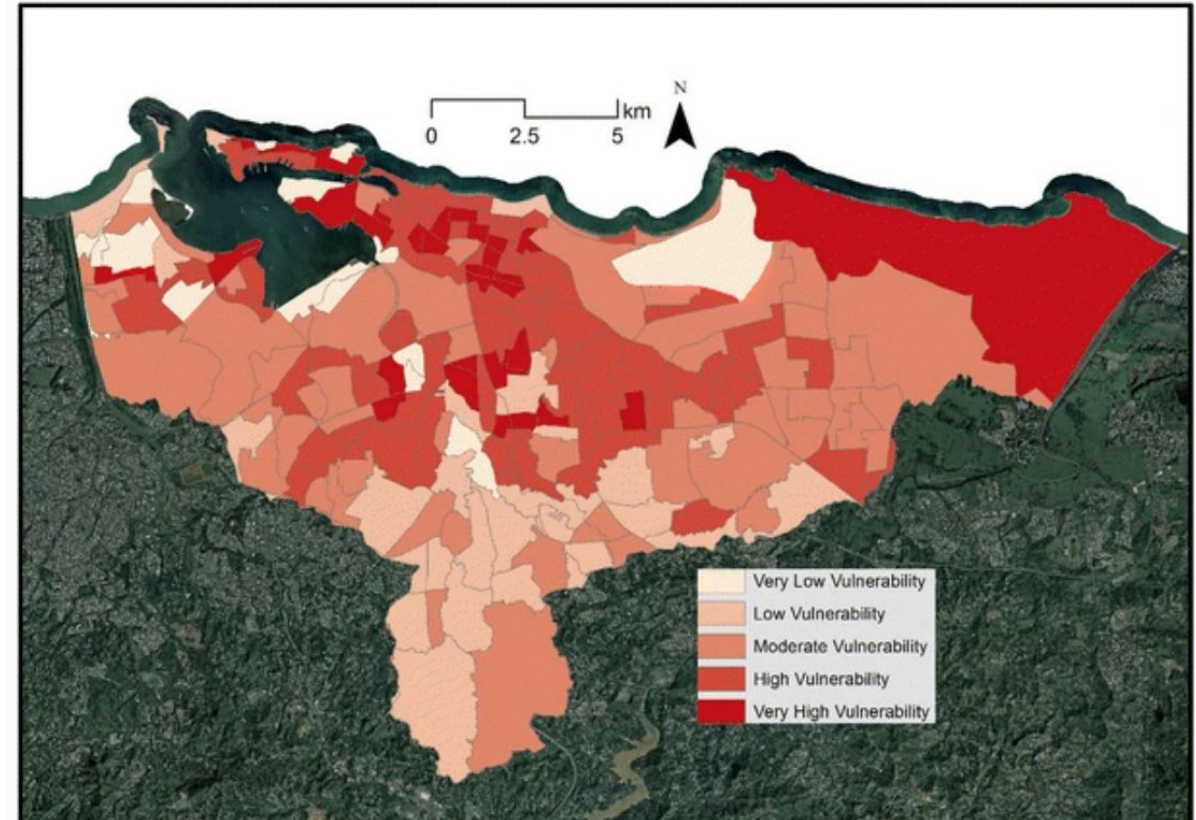 N
km
0 2.5 5
Very Low Vulnerability
Low Vulnerability
Moderate Vulnerability
High Vulnerability
Very High Vulnerability